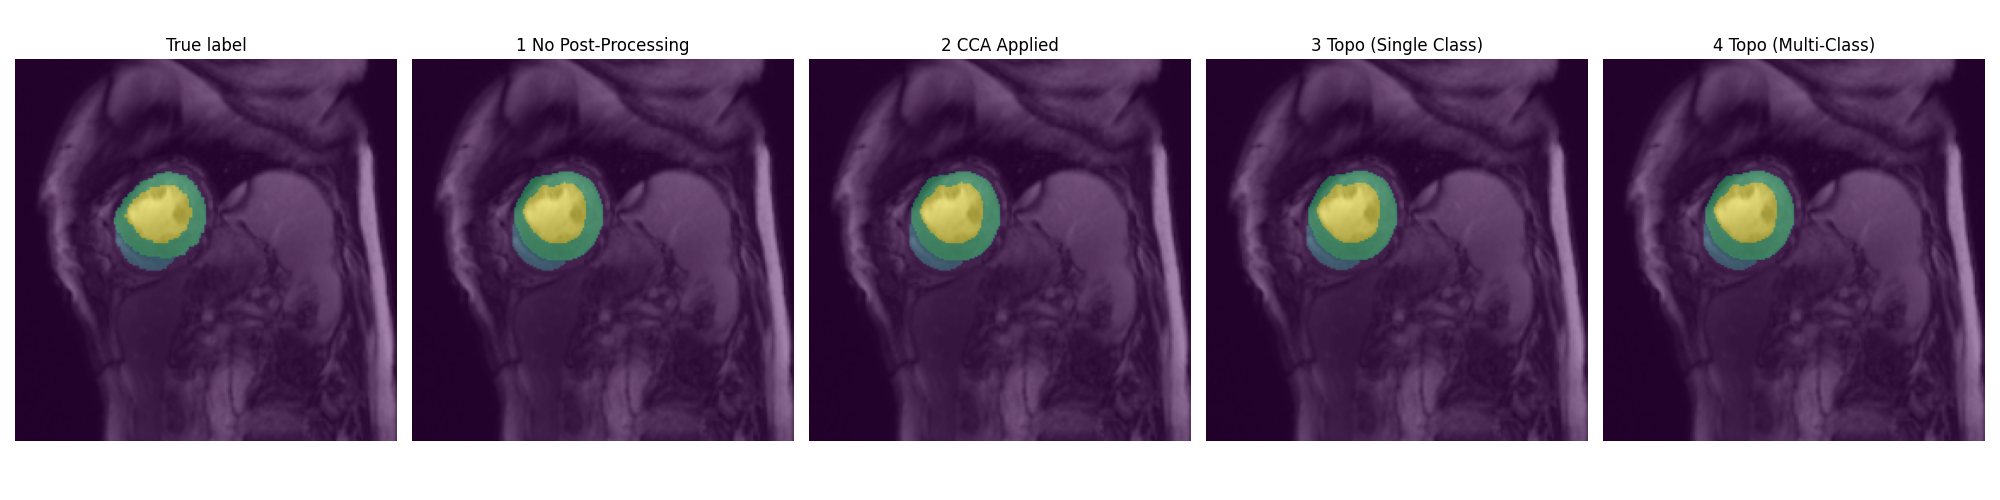 True label
1 No Post-Processing
2 CCA Applied
3 Topo (Single Class)
4 Topo (Multi-Class)